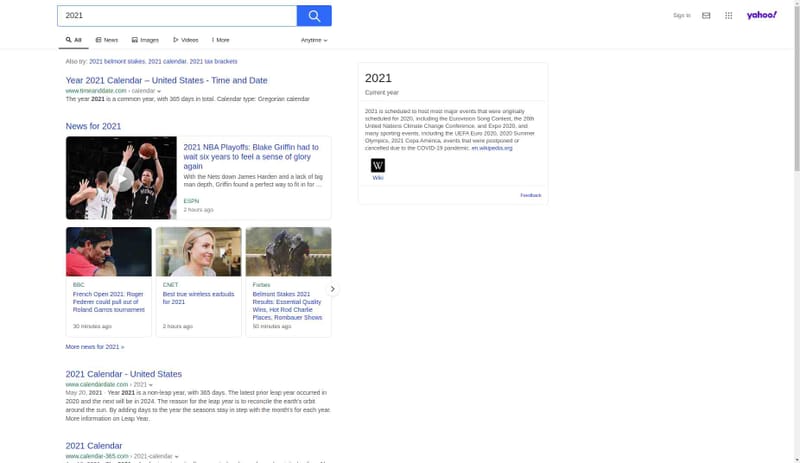 2021
Sign In
yahoo!
All
News
Images
Videos
More
Anytime
Also try: 2021 belmont stakes, 2021 calendar, 2021 tax brackets
Year 2021 Calendar – United States - Time and Date
www.timeanddate.com › calendar
The year 2021 is a common year, with 365 days in total. Calendar type: Gregorian calendar
News for 2021
2021 NBA Playoffs: Blake Griffin had to
wait six years to feel a sense of glory
again
With the Nets down James Harden and a lack of big
man depth, Griffin found a perfect way to fit in for ...
ESPN
2 hours ago
BBC
French Open 2021: Roger
Federer could pull out of
Roland Garros tournament
30 minutes ago
CNET
Best true wireless earbuds
for 2021
2 hours ago
Forbes
Belmont Stakes 2021
Results: Essential Quality
Wins, Hot Rod Charlie
Places, Rombauer Shows
50 minutes ago
More news for 2021 »
2021 Calendar - United States
www.calendardate.com › 2021
May 20, 2021 · Year 2021 is a non-leap year, with 365 days. The latest prior leap year occurred in
2020 and the next will be in 2024. The reason for the leap year is to reconcile the earth's orbit
around the sun. By adding days to the year the seasons stay in step with the month's for each year.
More information on Leap Year.
2021 Calendar
www.calendar-365.com › 2021-calendar
2021
Current year
2021 is scheduled to host most major events that were originally
scheduled for 2020, including the Eurovision Song Contest, the 26th
United Nations Climate Change Conference, and Expo 2020, and
many sporting events, including the UEFA Euro 2020, 2020 Summer
Olympics, 2021 Copa América, events that were postponed or
cancelled due to the COVID-19 pandemic. en.wikipedia.org
W
Wiki
Feedback